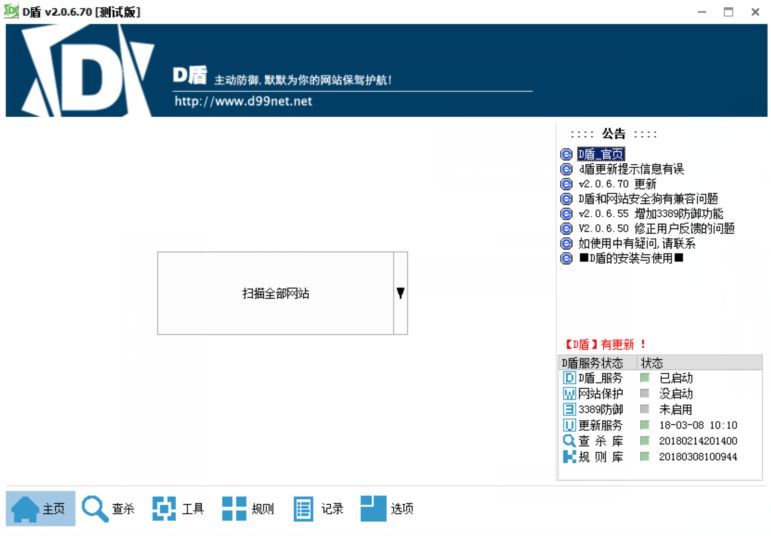 D盾 v2.0.6.70 [测试版]
D
D盾 主动防御,默默为你的网站保驾护航!
http://www.d99net.net
:::: 公告 ::::
D盾_官页
d盾更新提示信息有误
v2.0.6.70 更新
D盾和网站安全狗有兼容问题
v2.0.6.55 增加3389防御功能
V2.0.6.50 修正用户反馈的问题
如使用中有疑问,请联系
■D盾的安装与使用■
扫描全部网站
【D盾】有更新 !
D盾服务状态 状态
D盾_服务 已启动
网站保护 没启动
3389防御 未启用
更新服务 18-03-08 10:10
查 杀 库 20180214201400
规 则 库 20180308100944
主页 查杀 工具 规则 记录 选项